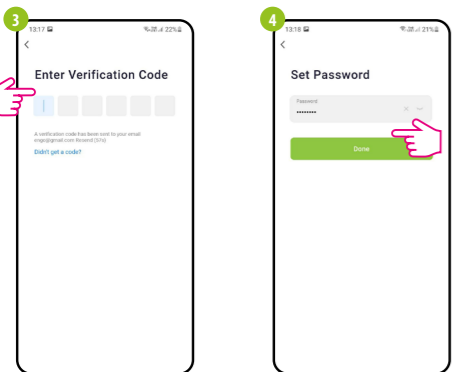 3
13:17 22%
Enter Verification Code
A verification code has been sent to your email
Resend (57s)
Didn't get a code?
4
13:18 21%
Set Password
Password
••••••••
Done